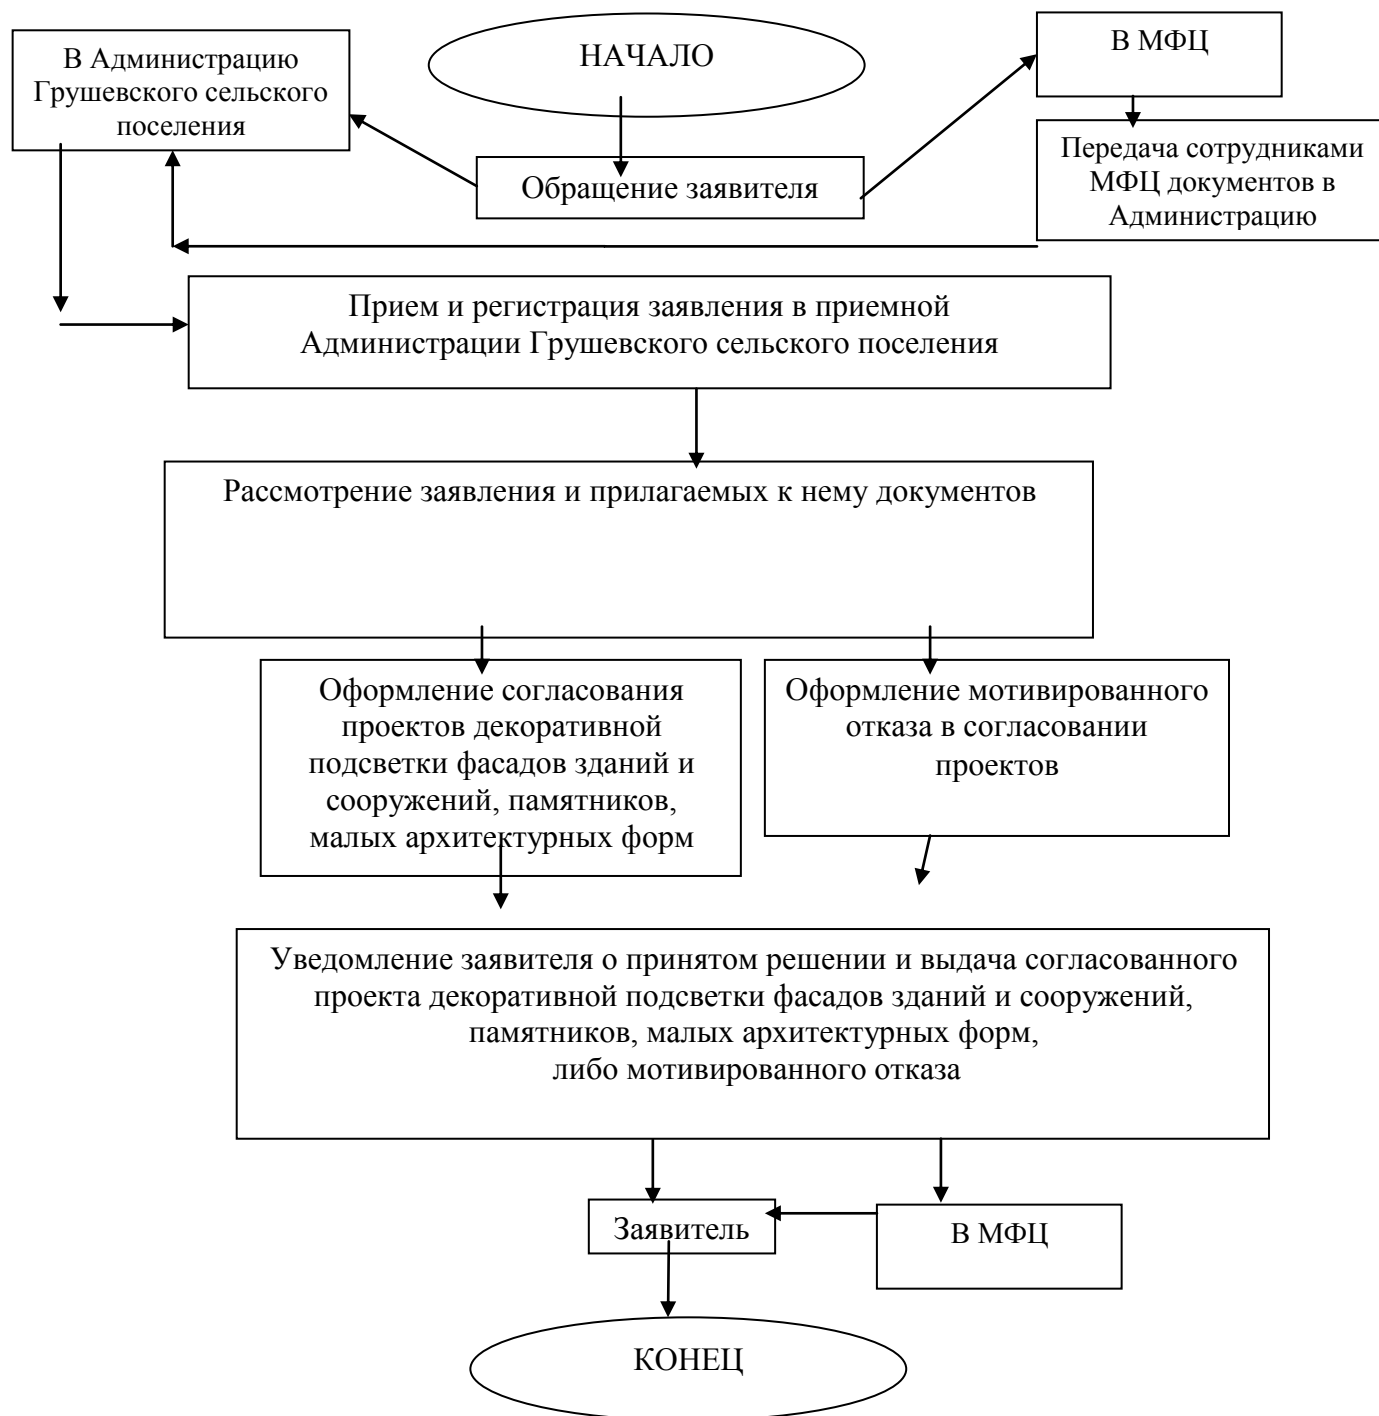 НАЧАЛО
В МФЦ
В Администрацию
Грушевского сельского
поселения
Передача сотрудниками
МФЦ документов в
Администрацию
Обращение заявителя
Прием и регистрация заявления в приемной
Администрации Грушевского сельского поселения
Рассмотрение заявления и прилагаемых к нему документов
Оформление согласования
проектов декоративной
подсветки фасадов зданий и
сооружений, памятников,
малых архитектурных форм
Оформление мотивированного
отказа в согласовании
проектов
Уведомление заявителя о принятом решении и выдача согласованного
проекта декоративной подсветки фасадов зданий и сооружений,
памятников, малых архитектурных форм,
либо мотивированного отказа
Заявитель
В МФЦ
КОНЕЦ